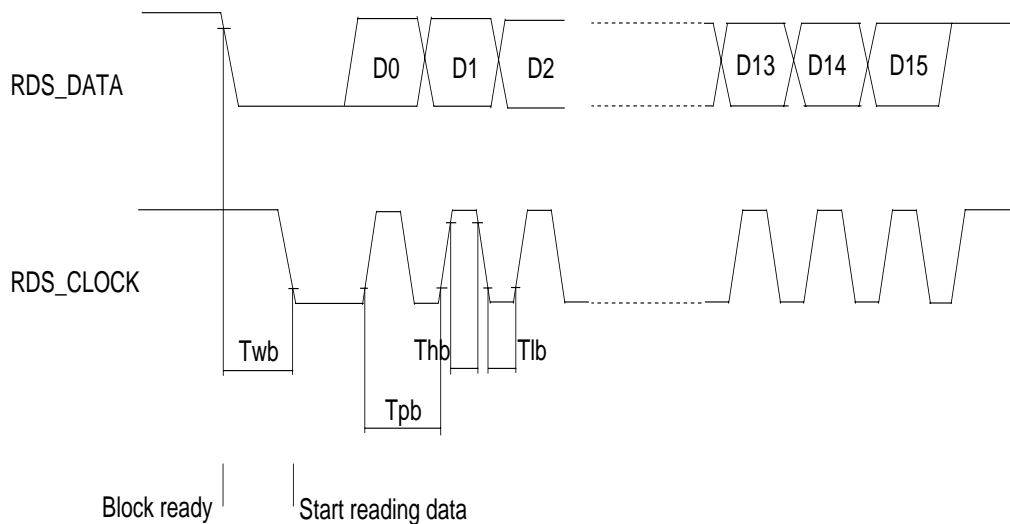 RDS_DATA
D0 D1 D2 D13 D14 D15
RDS_CLOCK
Twb Thb Tlb
Tpb
Block ready Start reading data